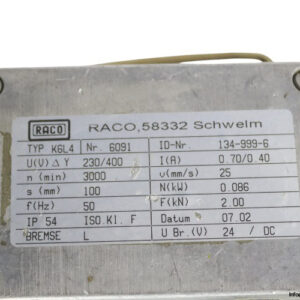 RACO RACO,58332 Schwelm
TYP K6L4 Nr. 6091 ID-Nr. 134-999-6
U(V) Δ Y 230/400 I(A) 0.70/0.40
n (min) 3000 v(mm/s) 25
s (mm) 100 N(kW) 0.086
f(Hz) 50 F(kN) 2.00
IP 54 ISO.Kl. F Datum 07.02
BREMSE L U Br.(V) 24 / DC